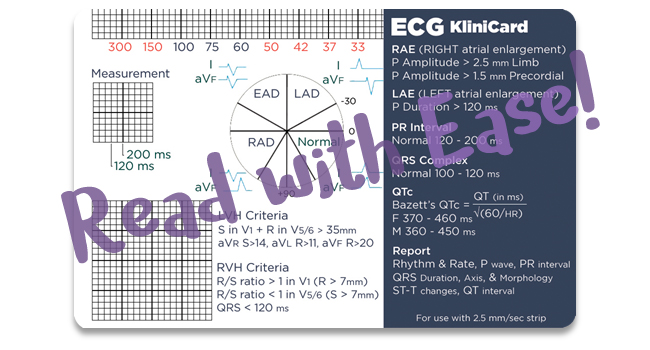 300 150 100 75 60 50 42 37 33
Measurement
200 ms
120 ms
I
aVF
I
aVF
EAD LAD
RAD Normal
-30
0
+90
aVF
aVF
LVH Criteria
S in V1 + R in V5/6 > 35mm
aVR S>14, aVL R>11, aVF R>20
RVH Criteria
R/S ratio > 1 in V1 (R > 7mm)
R/S ratio < 1 in V5/6 (S > 7mm)
QRS < 120 ms
ECG KliniCard
RAE (RIGHT atrial enlargement)
P Amplitude > 2.5 mm Limb
P Amplitude > 1.5 mm Precordial
LAE (LEFT atrial enlargement)
P Duration > 120 ms
PR Interval
Normal 120 - 200 ms
QRS Complex
Normal 100 - 120 ms
QTc
Bazett's QTc = QT (in ms)
√(60/HR)
F 370 - 460 ms
M 360 - 450 ms
Report
Rhythm & Rate, P wave, PR interval
QRS Duration, Axis, & Morphology
ST-T changes, QT interval
For use with 2.5 mm/sec strip
Read with Ease!